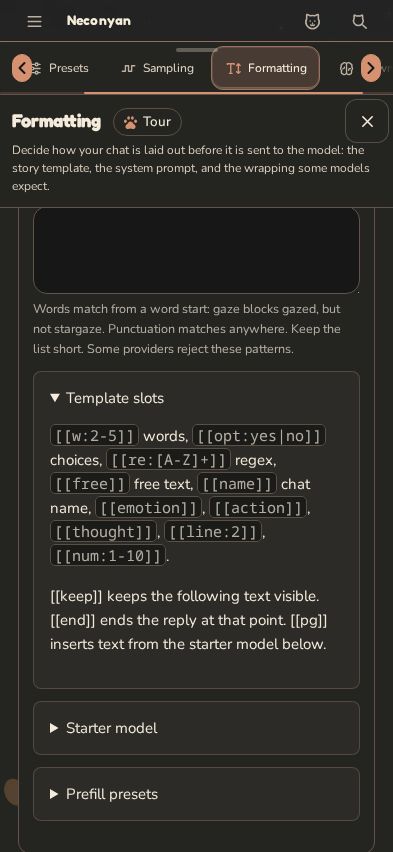 Neconyan
Presets
Sampling
Formatting
Formatting
Tour
Decide how your chat is laid out before it is sent to the model: the
story template, the system prompt, and the wrapping some models
expect.
Words match from a word start: gaze blocks gazed, but
not stargaze. Punctuation matches anywhere. Keep the
list short. Some providers reject these patterns.
▼ Template slots
[[w:2-5]] words, [[opt:yes|no]]
choices, [[re:[A-Z]+]] regex,
[[free]] free text, [[name]] chat
name, [[emotion]], [[action]],
[[thought]], [[line:2]],
[[num:1-10]].
[[keep]] keeps the following text visible.
[[end]] ends the reply at that point. [[pg]]
inserts text from the starter model below.
▶ Starter model
▶ Prefill presets